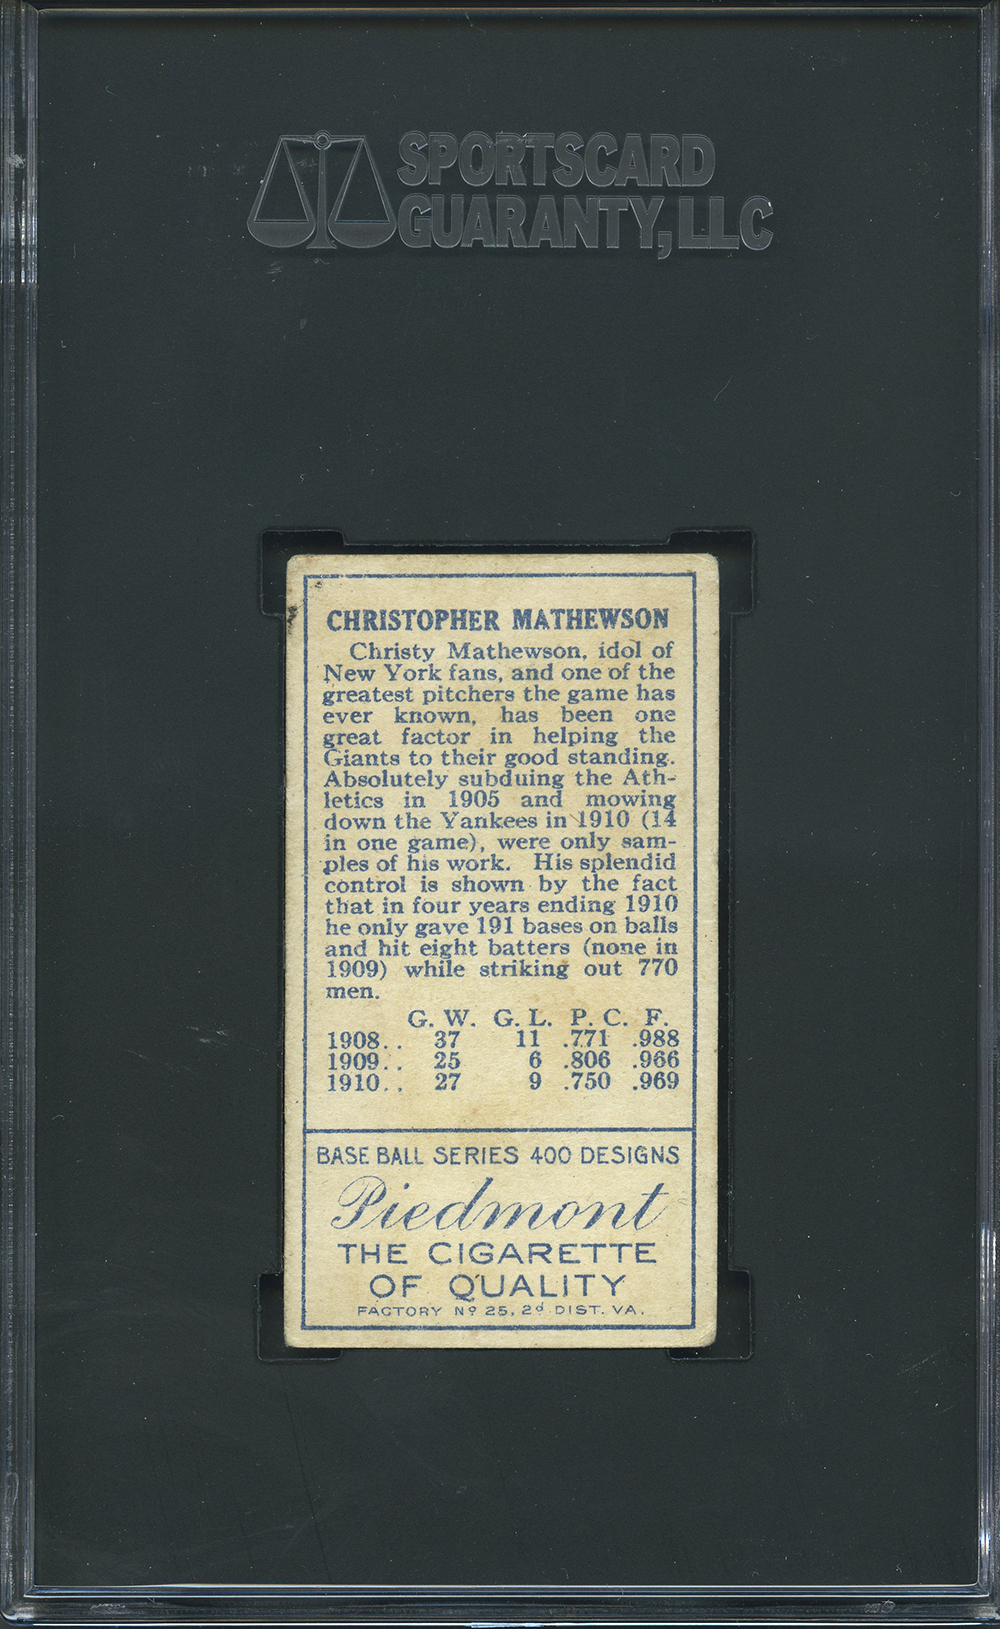 SPORTSCARD
GUARANTY, LLC
CHRISTOPHER MATHEWSON
Christy Mathewson, idol of
New York fans, and one of the
greatest pitchers the game has
ever known, has been one
great factor in helping the
Giants to their good standing.
Absolutely subduing the Ath-
letics in 1905 and mowing
down the Yankees in 1910 (14
in one game), were only sam-
ples of his work. His splendid
control is shown by the fact
that in four years ending 1910
he only gave 191 bases on balls
and hit eight batters (none in
1909) while striking out 770
men.
G. W. G. L. P. C. F.
1908.. 37 11 .771 .988
1909.. 25 6 .806 .966
1910.. 27 9 .750 .969
BASE BALL SERIES 400 DESIGNS
Piedmont
THE CIGARETTE
OF QUALITY
FACTORY Nº 25, 2d DIST. VA.